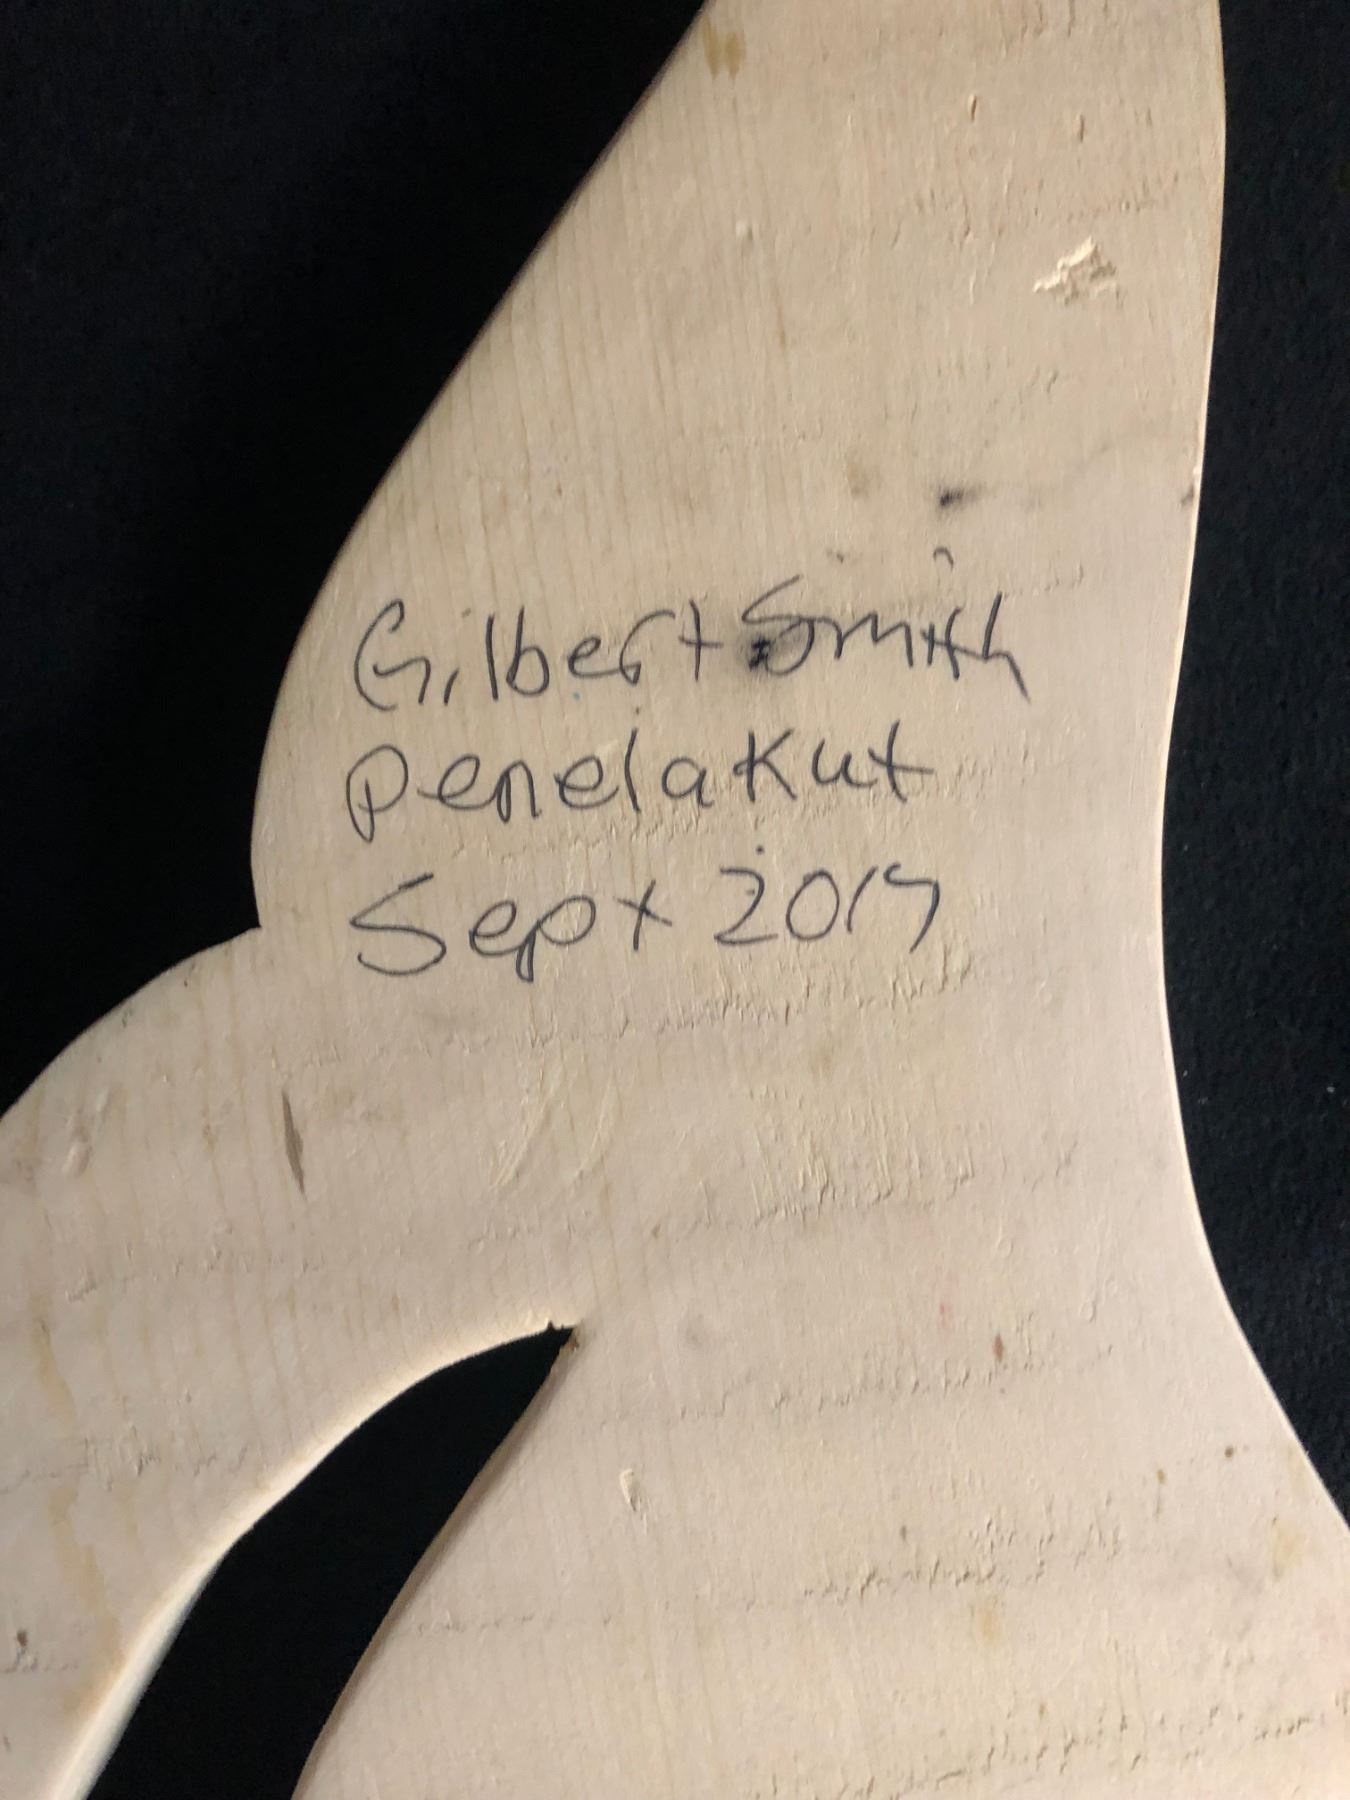 Gilbert Smith
Penelakut
Sept 2019